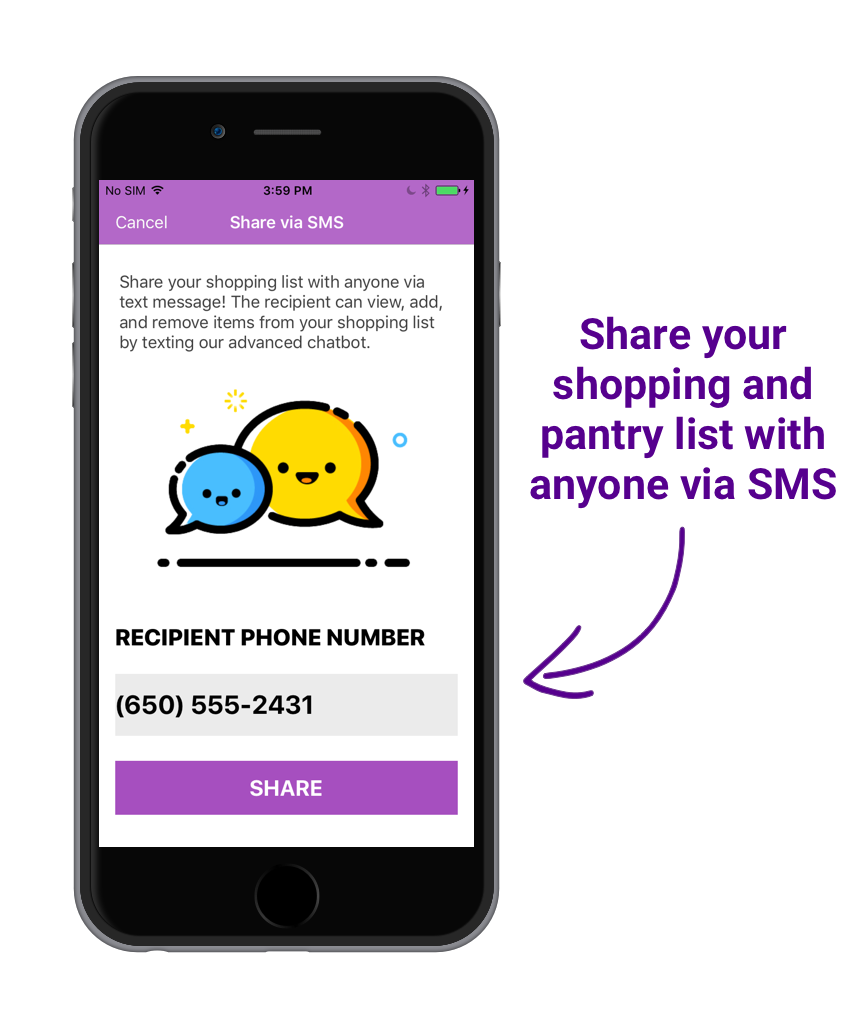 No SIM
3:59 PM
Cancel
Share via SMS
Share your shopping list with anyone via
text message! The recipient can view, add,
and remove items from your shopping list
by texting our advanced chatbot.
RECIPIENT PHONE NUMBER
(650) 555-2431
SHARE
Share your
shopping and
pantry list with
anyone via SMS